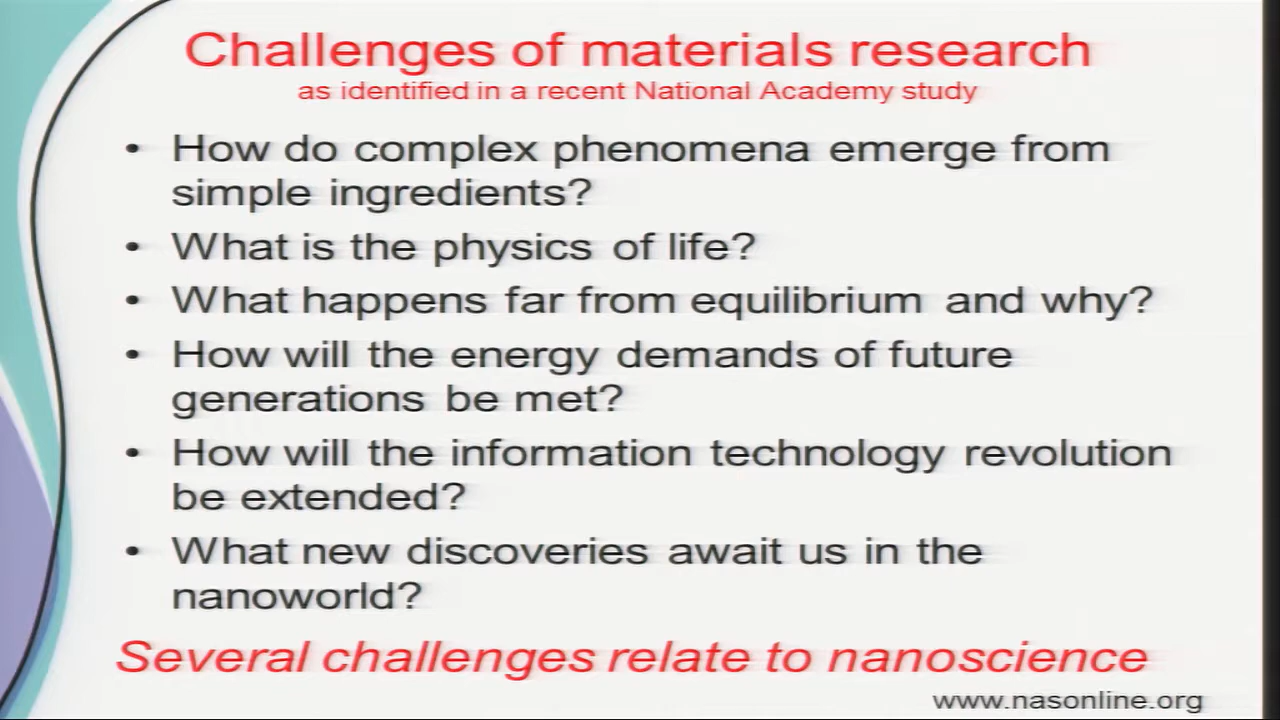 Challenges of materials research
as identified in a recent National Academy study
• How do complex phenomena emerge from
simple ingredients?
• What is the physics of life?
• What happens far from equilibrium and why?
• How will the energy demands of future
generations be met?
• How will the information technology revolution
be extended?
• What new discoveries await us in the
nanoworld?
Several challenges relate to nanoscience
www.nasonline.org